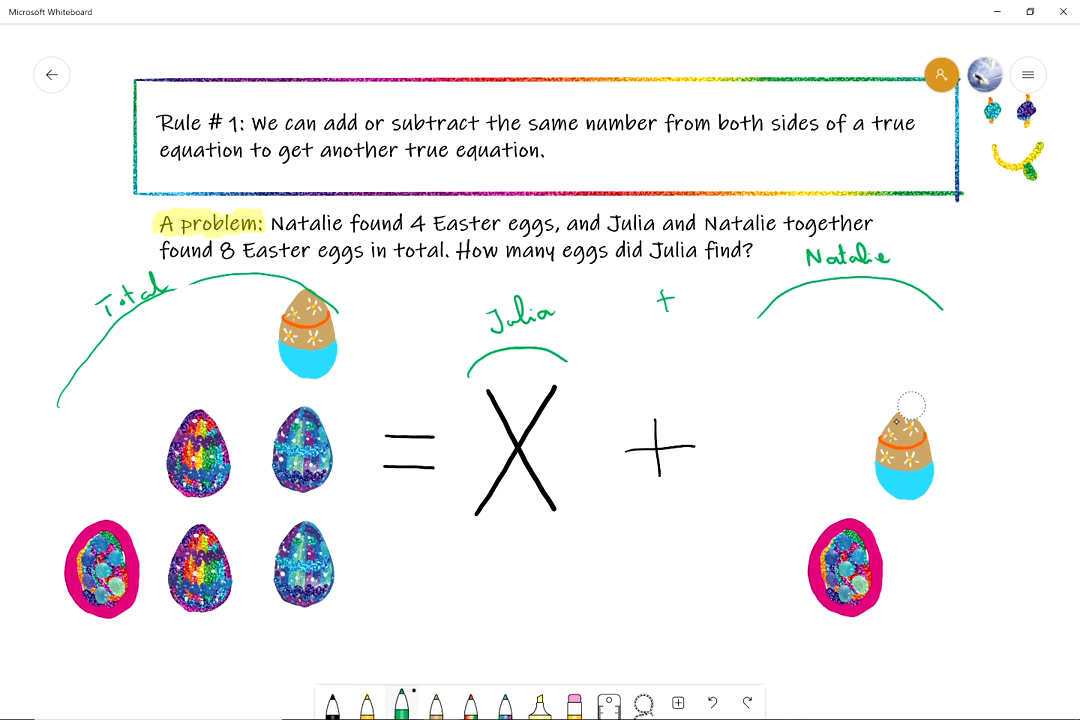 Microsoft Whiteboard
Rule # 1: We can add or subtract the same number from both sides of a true
equation to get another true equation.
A problem: Natalie found 4 Easter eggs, and Julia and Natalie together
found 8 Easter eggs in total. How many eggs did Julia find?
Total
Julia
+
Natalie
= X +